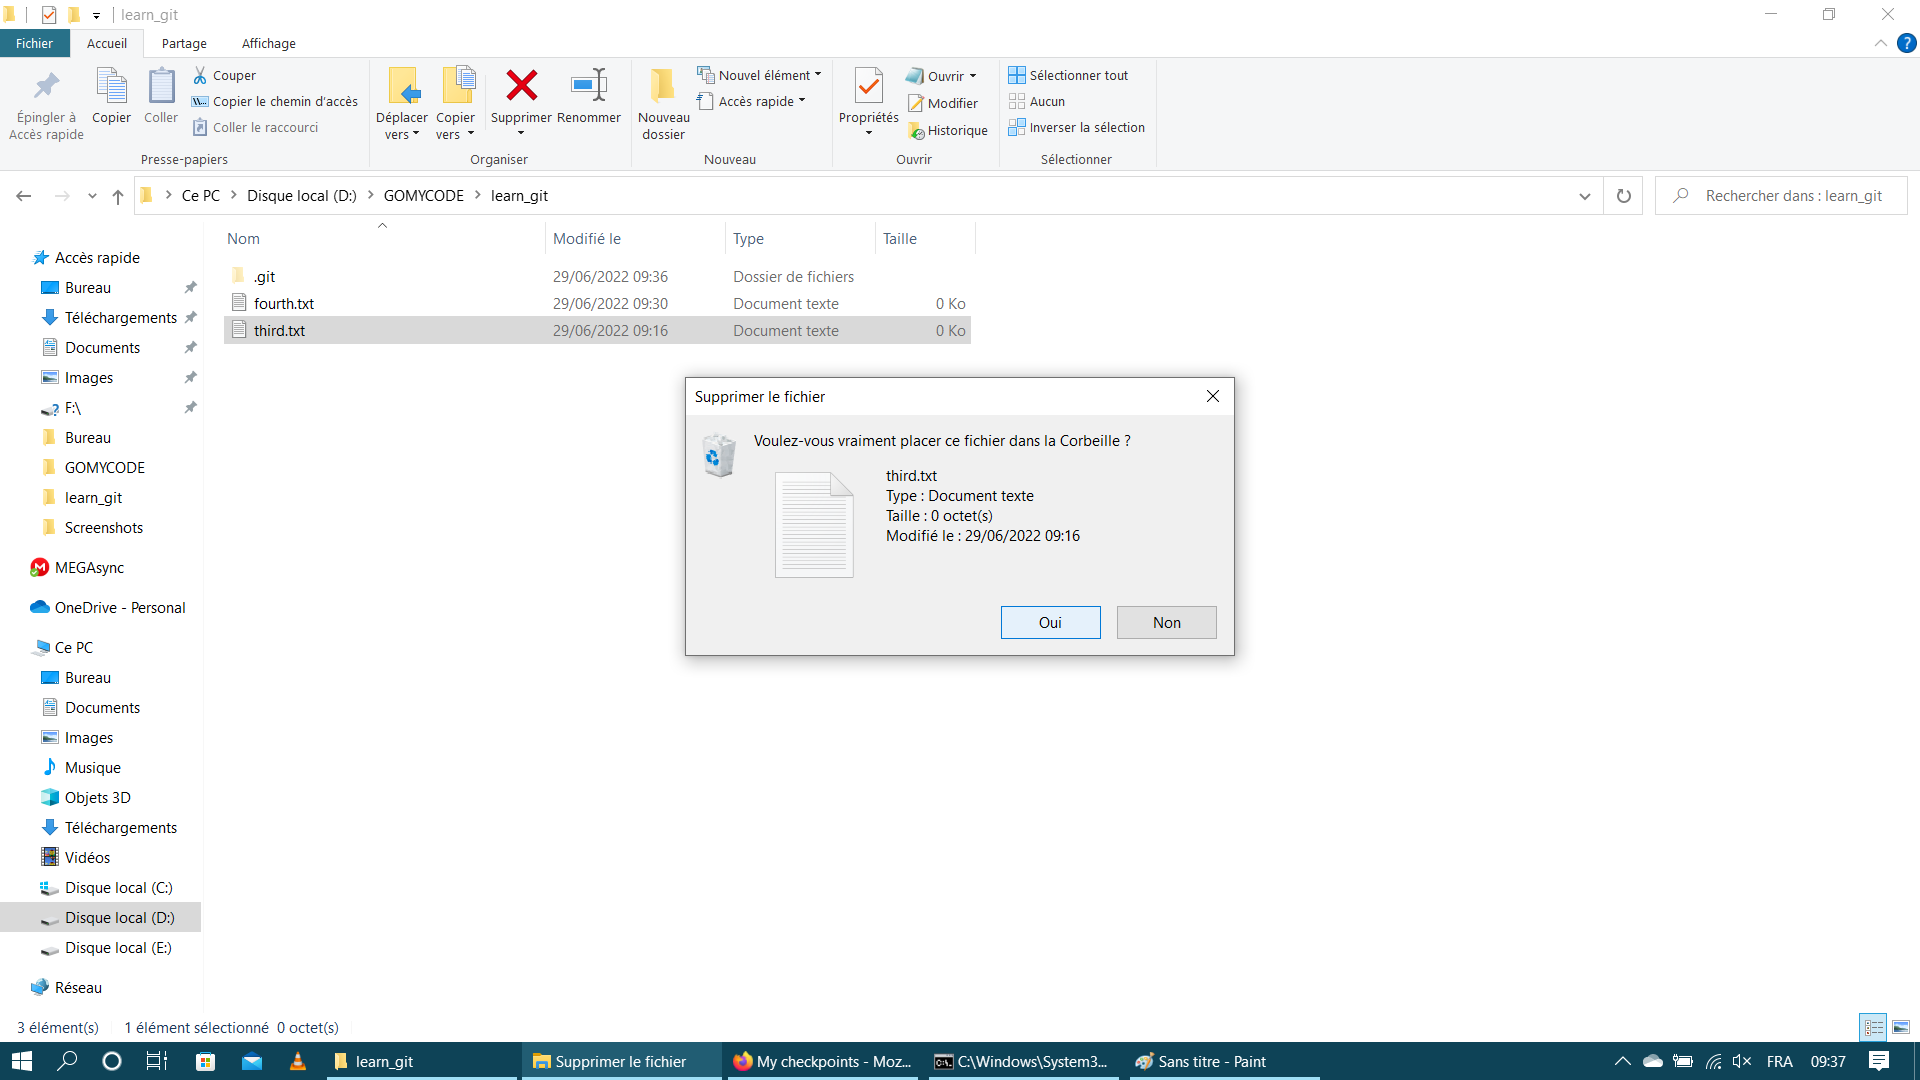 learn_git
Fichier
Accueil
Partage
Affichage
Épingler à
Accès rapide
Copier
Coller
Couper
Copier le chemin d'accès
Coller le raccourci
Presse-papiers
Déplacer
vers
Copier
vers
Supprimer
Renommer
Organiser
Nouveau
dossier
Nouvel élément
Accès rapide
Nouveau
Propriétés
Ouvrir
Modifier
Historique
Ouvrir
Sélectionner tout
Aucun
Inverser la sélection
Sélectionner
Ce PC > Disque local (D:) > GOMYCODE > learn_git
Rechercher dans : learn_git
Nom Modifié le Type Taille
.git 29/06/2022 09:36 Dossier de fichiers
fourth.txt 29/06/2022 09:30 Document texte 0 Ko
third.txt 29/06/2022 09:16 Document texte 0 Ko
Accès rapide
Bureau
Téléchargements
Documents
Images
F:\
Bureau
GOMYCODE
learn_git
Screenshots
MEGAsync
OneDrive - Personal
Ce PC
Bureau
Documents
Images
Musique
Objets 3D
Téléchargements
Vidéos
Disque local (C:)
Disque local (D:)
Disque local (E:)
Réseau
Supprimer le fichier
Voulez-vous vraiment placer ce fichier dans la Corbeille ?
third.txt
Type : Document texte
Taille : 0 octet(s)
Modifié le : 29/06/2022 09:16
Oui
Non
3 élément(s) 1 élément sélectionné 0 octet(s)
learn_git
Supprimer le fichier
My checkpoints - Moz...
C:\Windows\System3...
Sans titre - Paint
FRA
09:37